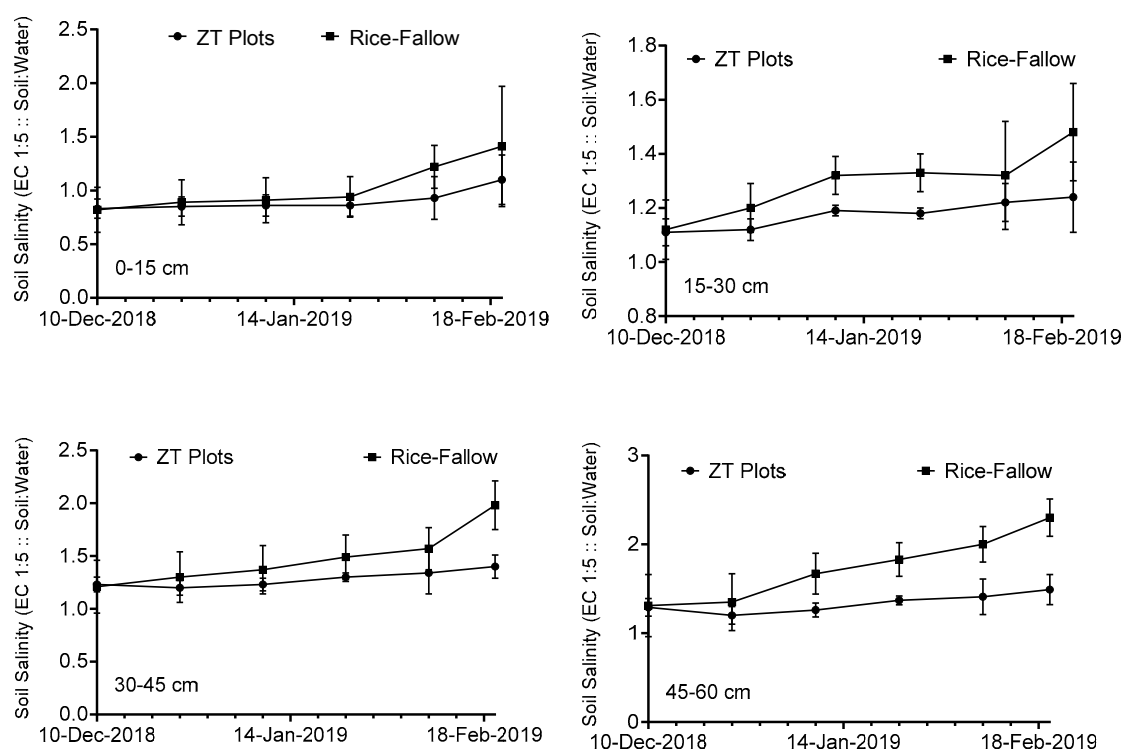 Soil Salinity (EC 1:5 :: Soil:Water)
ZT Plots
Rice-Fallow
2.5
2.0
1.5
1.0
0.5
0.0
0-15 cm
10-Dec-2018
14-Jan-2019
18-Feb-2019
Soil Salinity (EC 1:5 :: Soil:Water)
ZT Plots
Rice-Fallow
1.8
1.6
1.4
1.2
1.0
0.8
15-30 cm
10-Dec-2018
14-Jan-2019
18-Feb-2019
Soil Salinity (EC 1:5 :: Soil:Water)
ZT Plots
Rice-Fallow
2.5
2.0
1.5
1.0
0.5
0.0
30-45 cm
10-Dec-2018
14-Jan-2019
18-Feb-2019
Soil Salinity (EC 1:5 :: Soil:Water)
ZT Plots
Rice-Fallow
3
2
1
0
45-60 cm
10-Dec-2018
14-Jan-2019
18-Feb-2019